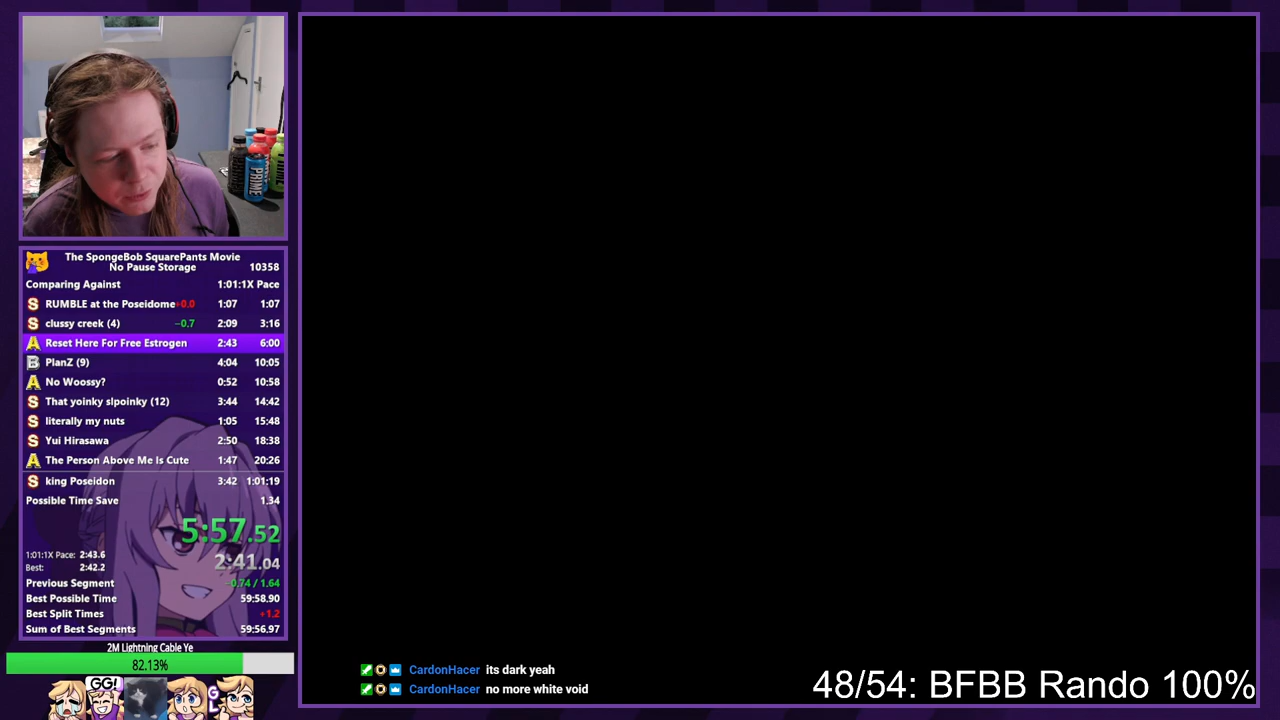 PRIME
The SpongeBob SquarePants Movie
No Pause Storage 10358
Comparing Against 1:01:1X Pace
S RUMBLE at the Poseidome +0.0 1:07 1:07
S clussy creek (4) −0.7 2:09 3:16
A Reset Here For Free Estrogen 2:43 6:00
B PlanZ (9) 4:04 10:05
A No Woossy? 0:52 10:58
S That yoinky slpoinky (12) 3:44 14:42
S literally my nuts 1:05 15:48
S Yui Hirasawa 2:50 18:38
A The Person Above Me Is Cute 1:47 20:26
S king Poseidon 3:42 1:01:19
Possible Time Save 1.34
5:57.52
1:01:1X Pace: 2:43.6
Best: 2:42.2
2:41.04
Previous Segment −0.74 / 1.64
Best Possible Time 59:58.90
Best Split Times +1.2
Sum of Best Segments 59:56.97
2M Lightning Cable Ye
82.13%
GG!
G
L
CardonHacer its dark yeah
CardonHacer no more white void
48/54: BFBB Rando 100%